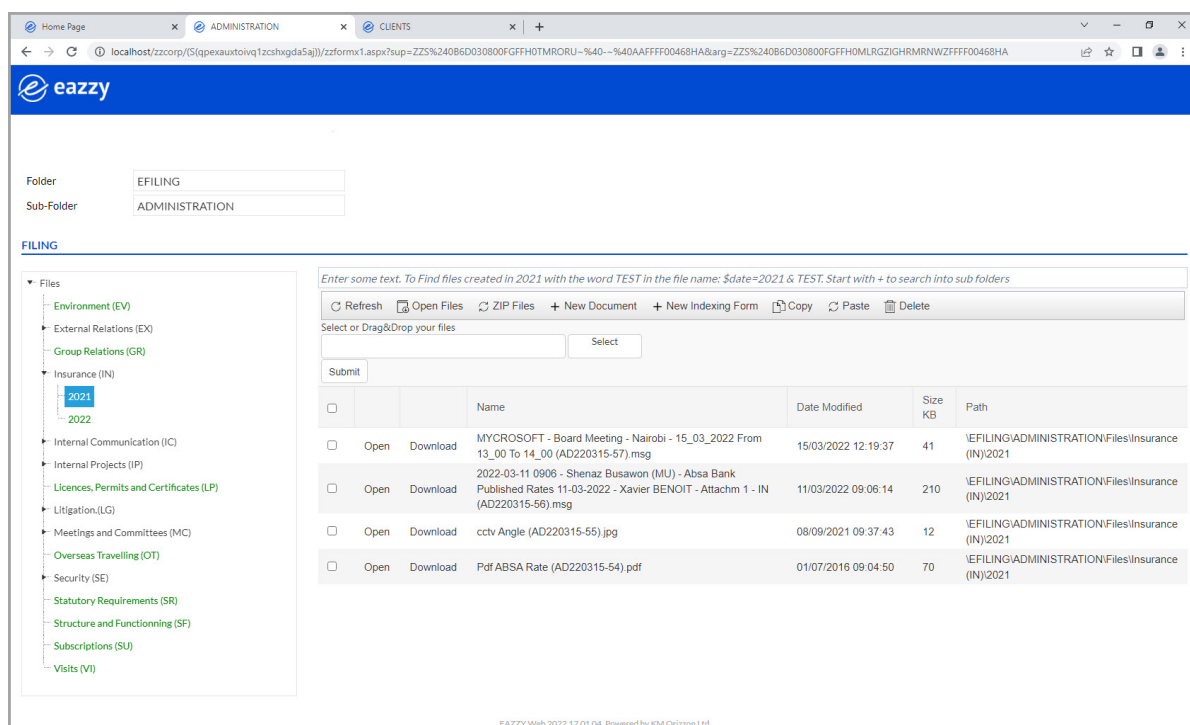 Home Page
ADMINISTRATION
CLIENTS
localhost/zzcorp/(S(qpexauxtoivq1zcshxgda5aj))/zzformx1.aspx?sup=ZZS%240B6D030800FGFFH0TMRORU~%40-~%40AAFFFF00468HA&arg=ZZS%240B6D030800FGFFH0MLRGZIGHRMRNWZFFFF00468HA
eazzy
Folder EFILING
Sub-Folder ADMINISTRATION
FILING
Files
Environment (EV)
External Relations (EX)
Group Relations (GR)
Insurance (IN)
2021
2022
Internal Communication (IC)
Internal Projects (IP)
Licences, Permits and Certificates (LP)
Litigation.(LG)
Meetings and Committees (MC)
Overseas Travelling (OT)
Security (SE)
Statutory Requirements (SR)
Structure and Functionning (SF)
Subscriptions (SU)
Visits (VI)
Enter some text. To Find files created in 2021 with the word TEST in the file name: $date=2021 & TEST. Start with + to search into sub folders
Refresh Open Files ZIP Files + New Document + New Indexing Form Copy Paste Delete
Select or Drag&Drop your files
Select
Submit
Name Date Modified Size KB Path
Open Download MYCROSOFT - Board Meeting - Nairobi - 15_03_2022 From
13_00 To 14_00 (AD220315-57).msg 15/03/2022 12:19:37 41 \EFILING\ADMINISTRATION\Files\Insurance
(IN)\2021
Open Download 2022-03-11 0906 - Shenaz Busawon (MU) - Absa Bank
Published Rates 11-03-2022 - Xavier BENOIT - Attachm 1 - IN
(AD220315-56).msg 11/03/2022 09:06:14 210 \EFILING\ADMINISTRATION\Files\Insurance
(IN)\2021
Open Download cctv Angle (AD220315-55).jpg 08/09/2021 09:37:43 12 \EFILING\ADMINISTRATION\Files\Insurance
(IN)\2021
Open Download Pdf ABSA Rate (AD220315-54).pdf 01/07/2016 09:04:50 70 \EFILING\ADMINISTRATION\Files\Insurance
(IN)\2021
EAZZY Web 2022.17.01.04. Powered by KM Orizzon Ltd